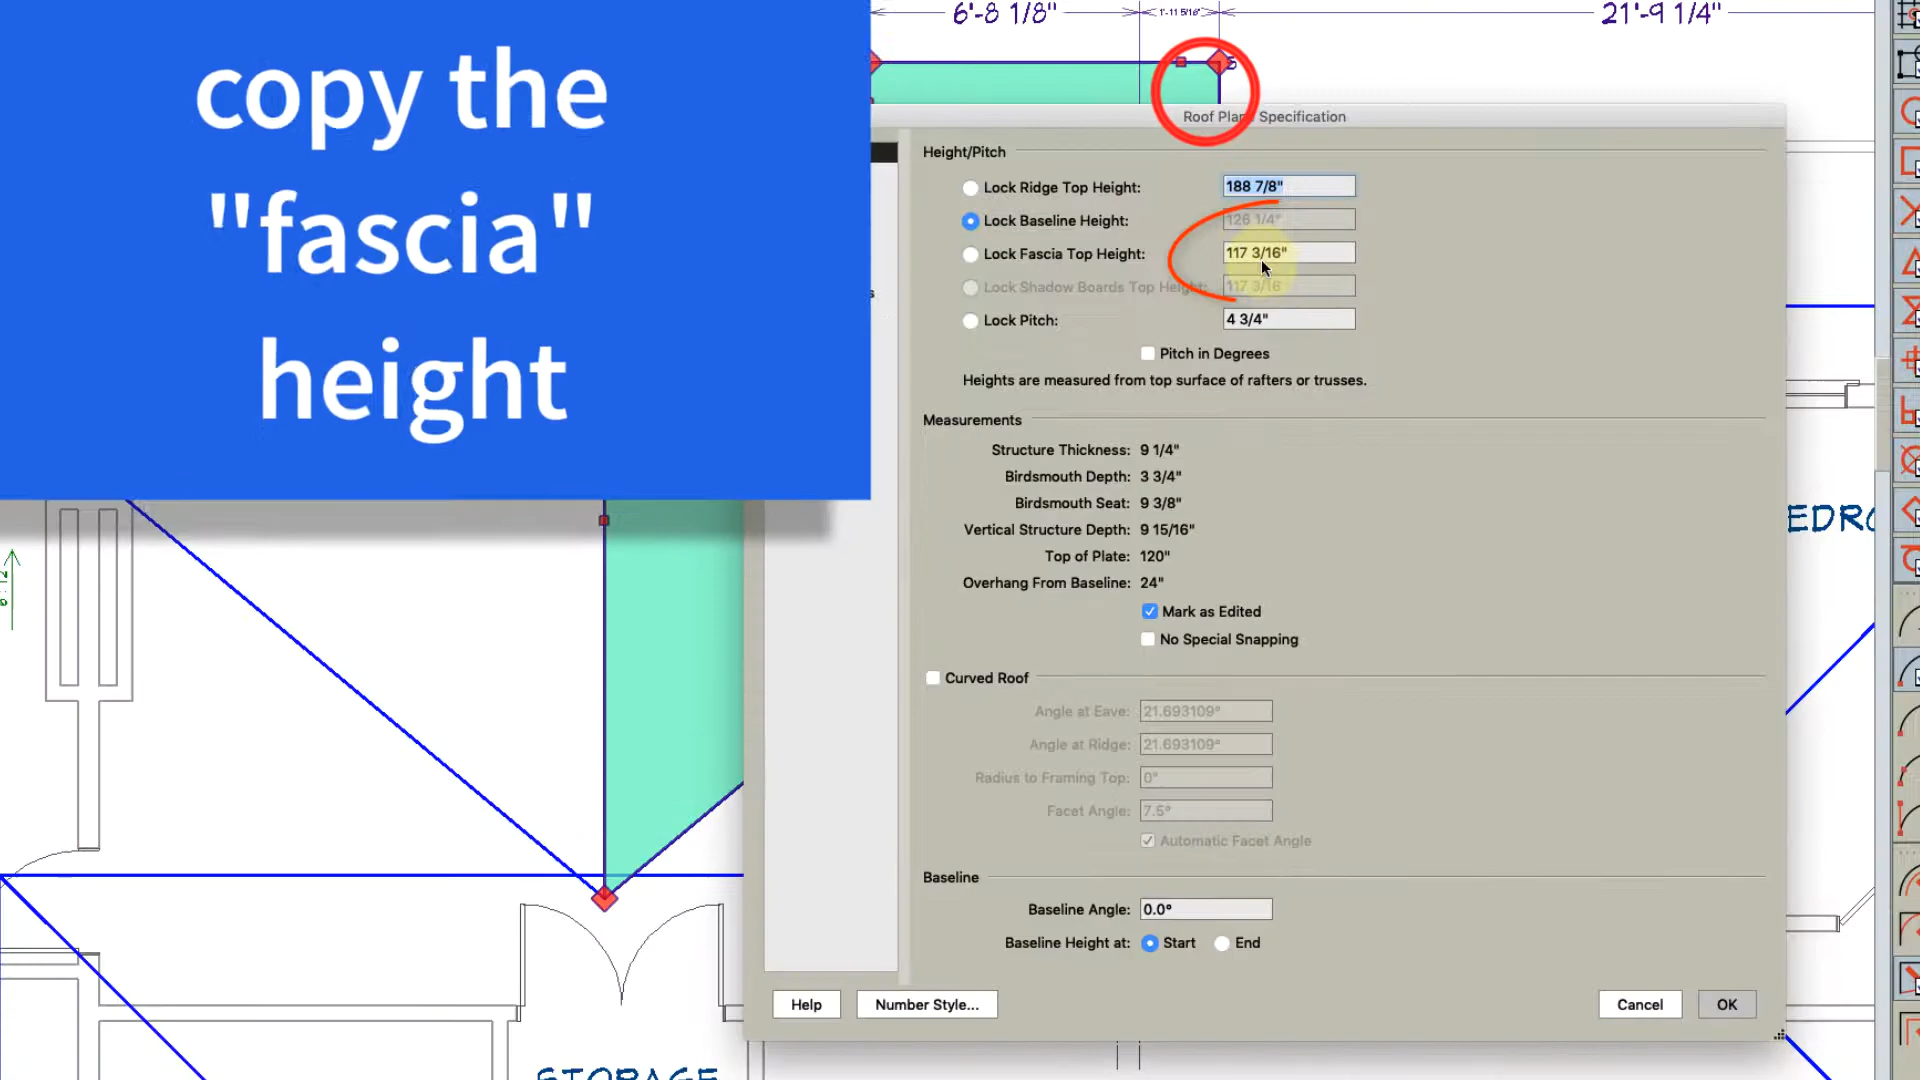 copy the
"fascia"
height
6'-8 1/8"
1'-11 5/16"
21'-9 1/4"
Height/Pitch
Lock Ridge Top Height: 188 7/8"
Lock Baseline Height: 126 1/4"
Lock Fascia Top Height: 117 3/16"
Lock Shadow Boards Top Height: 117 3/16"
Lock Pitch: 4 3/4"
Pitch in Degrees
Heights are measured from top surface of rafters or trusses.
Measurements
Structure Thickness: 9 1/4"
Birdsmouth Depth: 3 3/4"
Birdsmouth Seat: 9 3/8"
Vertical Structure Depth: 9 15/16"
Top of Plate: 120"
Overhang From Baseline: 24"
Mark as Edited
No Special Snapping
Curved Roof
Angle at Eave: 21.693109°
Angle at Ridge: 21.693109°
Radius to Framing Top: 0"
Facet Angle: 7.5°
Automatic Facet Angle
Baseline
Baseline Angle: 0.0°
Baseline Height at: Start End
Help Number Style... Cancel OK
STORAGE